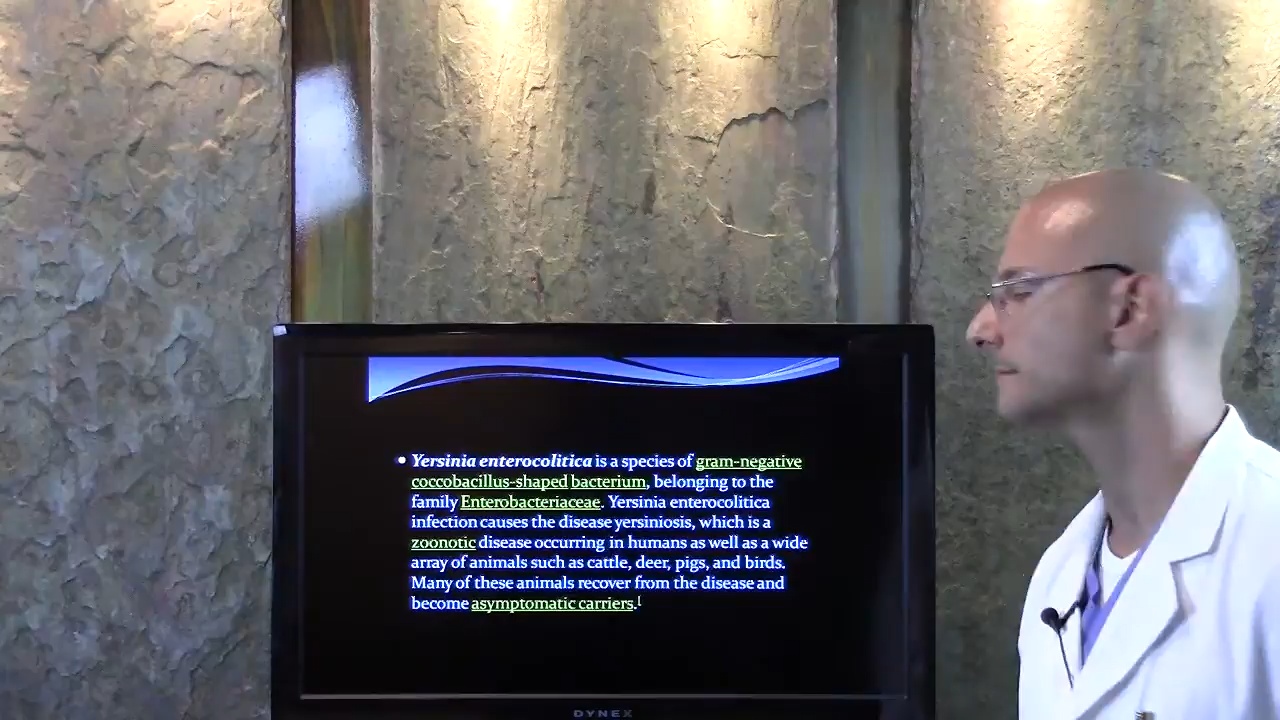 Yersinia enterocolitica is a species of gram-negative
coccobacillus-shaped bacterium, belonging to the
family Enterobacteriaceae. Yersinia enterocolitica
infection causes the disease yersiniosis, which is a
zoonotic disease occurring in humans as well as a wide
array of animals such as cattle, deer, pigs, and birds.
Many of these animals recover from the disease and
become asymptomatic carriers.[
DYNEX